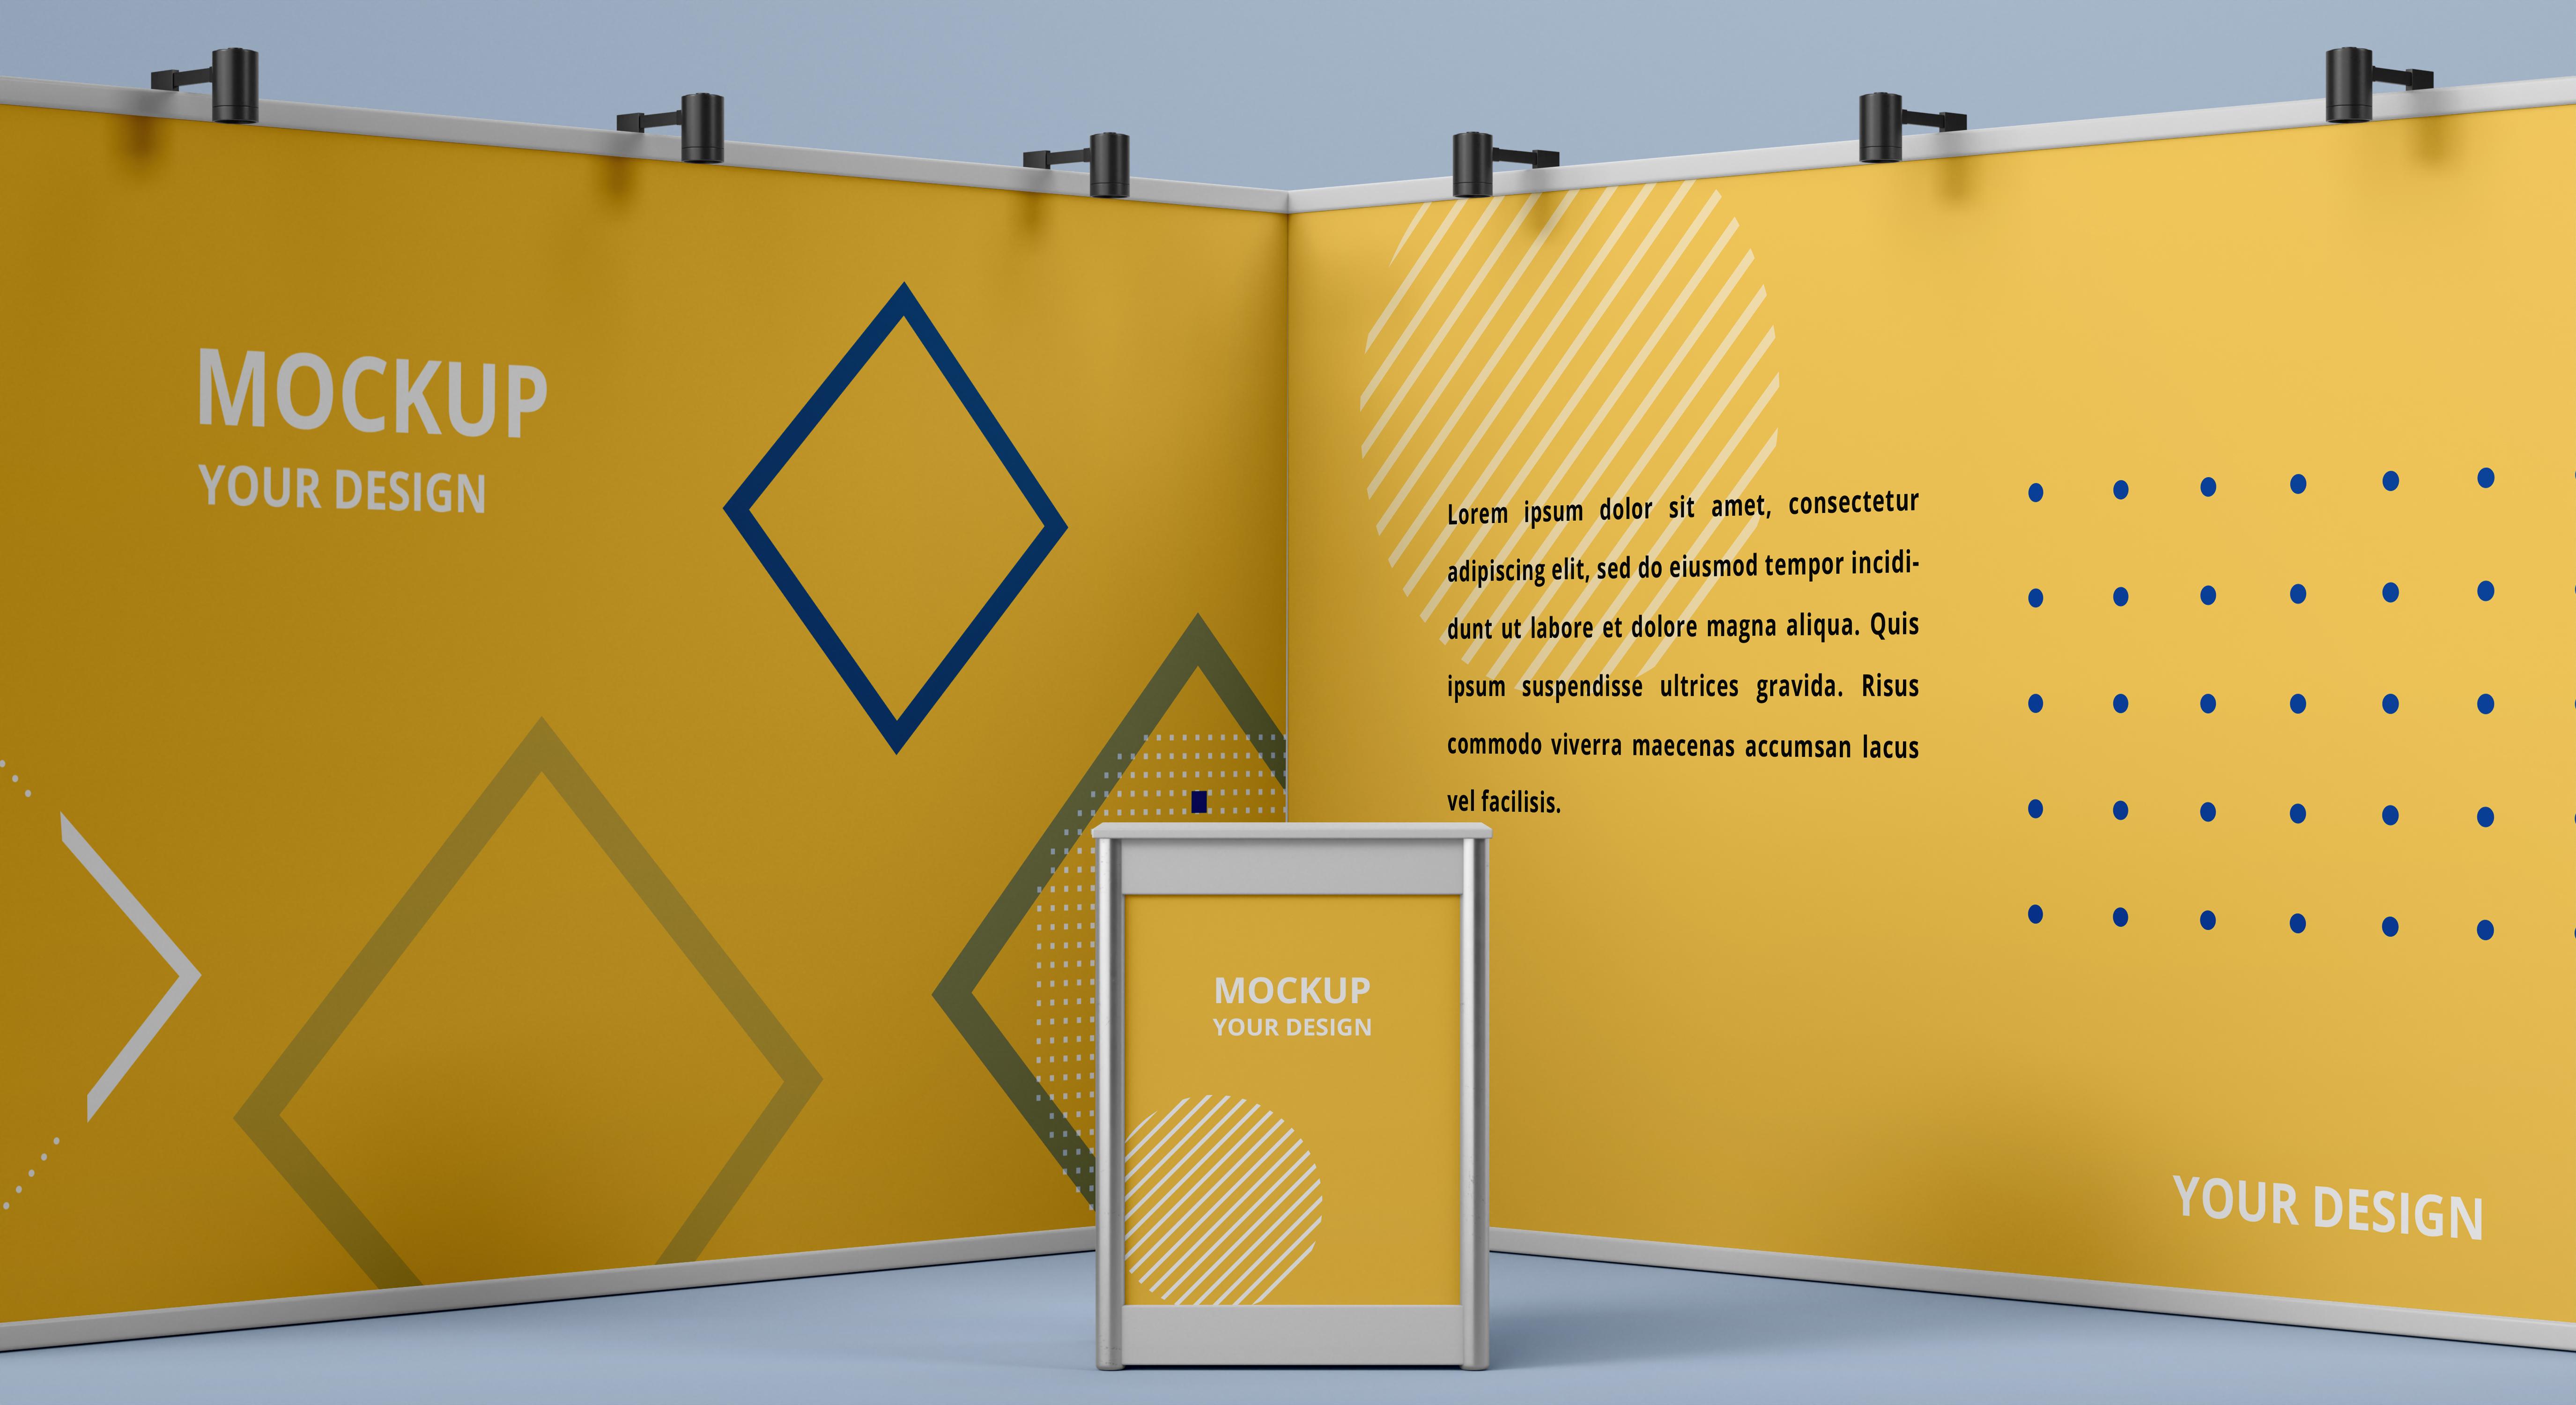 MOCKUP
YOUR DESIGN
Lorem ipsum dolor sit amet, consectetur
adipiscing elit, sed do eiusmod tempor incidi-
dunt ut labore et dolore magna aliqua. Quis
ipsum suspendisse ultrices gravida. Risus
commodo viverra maecenas accumsan lacus
vel facilisis.
MOCKUP
YOUR DESIGN
YOUR DESIGN